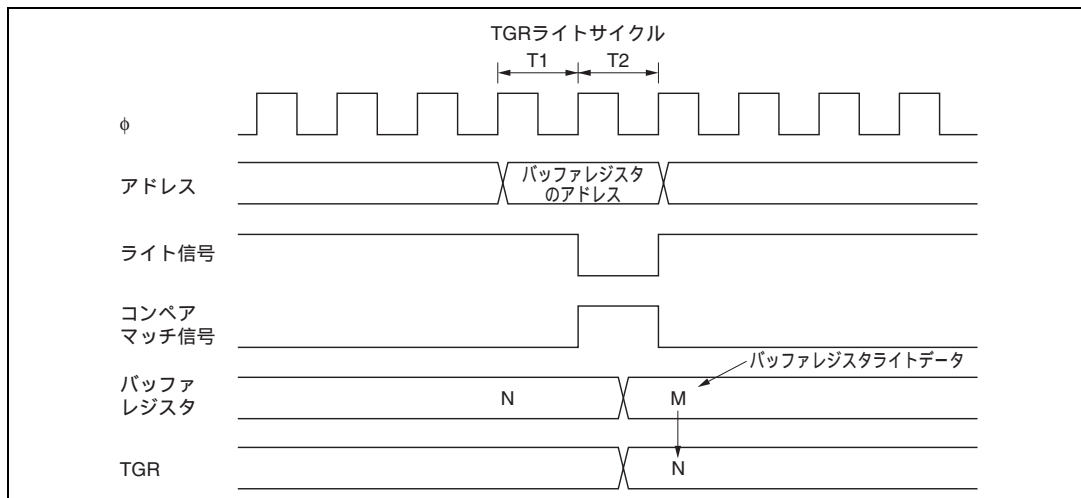 TGRライトサイクル
T1
T2
φ
アドレス
バッファレジスタ
のアドレス
ライト信号
コンペア
マッチ信号
バッファレジスタライトデータ
バッファ
レジスタ
N
M
TGR
N